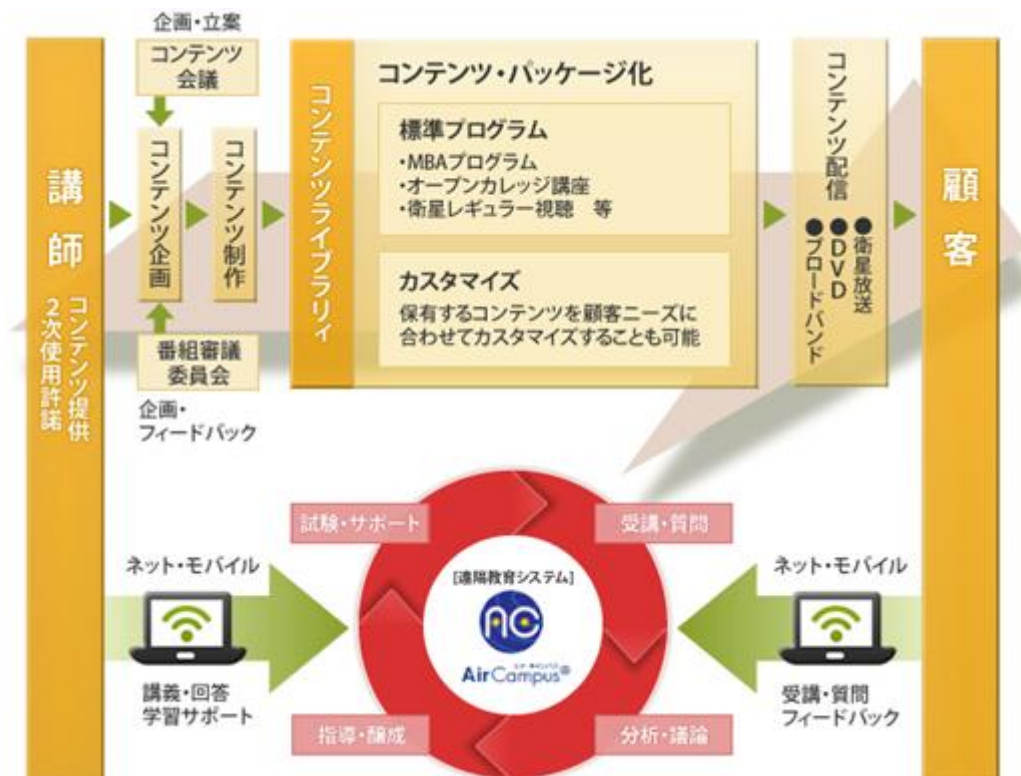 講師
コンテンツ提供
2次使用許諾
企画・立案
コンテンツ
会議
コンテンツ企画
番組審議
委員会
企画・
フィードバック
コンテンツ制作
コンテンツライブラリィ
コンテンツ・パッケージ化
標準プログラム
・MBAプログラム
・オープンカレッジ講座
・衛星レギュラー視聴　等
カスタマイズ
保有するコンテンツを顧客ニーズに
合わせてカスタマイズすることも可能
コンテンツ配信
●衛星放送
●DVD
●ブロードバンド
顧客
ネット・モバイル
講義・回答
学習サポート
試験・サポート
受講・質問
[遠隔教育システム]
AC
エア・キャンパス
AirCampus®
指導・醸成
分析・議論
ネット・モバイル
受講・質問
フィードバック